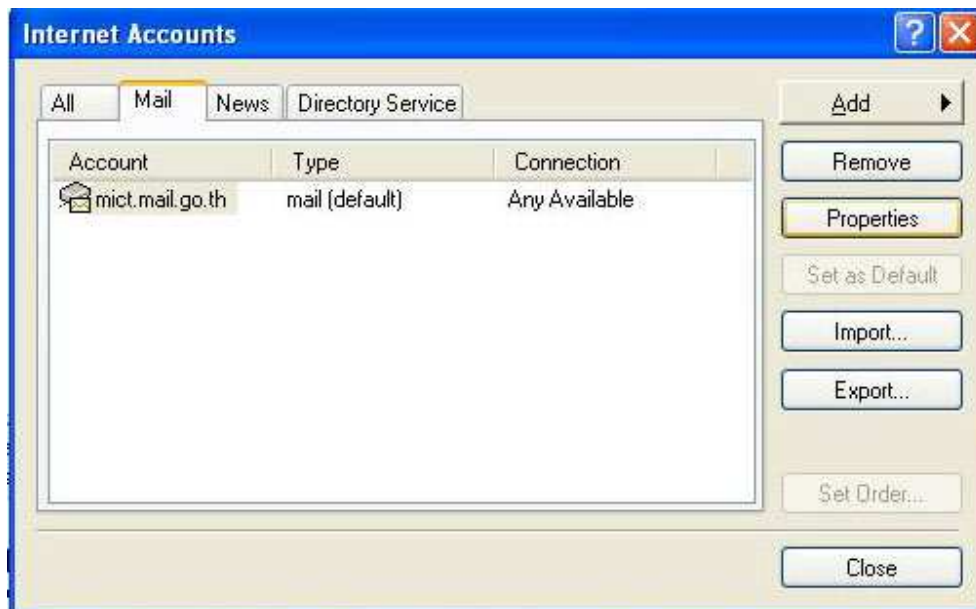 Internet Accounts
All Mail News Directory Service
Add
Account Type Connection
Remove
mict.mail.go.th mail (default) Any Available
Properties
Set as Default
Import...
Export...
Set Order...
Close